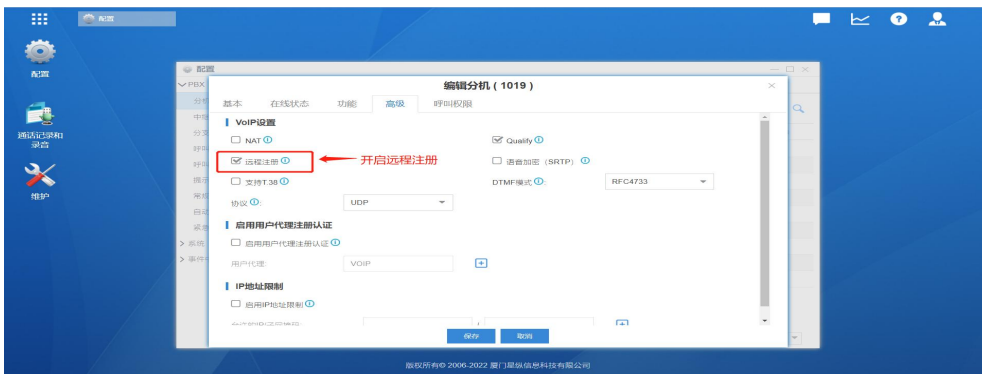 配置
配置
通话记录和
录音
维护
配置
PBX
编辑分机 ( 1019 )
基本 在线状态 功能 高级 呼叫权限
VoIP设置
NAT
Qualify
远程注册
开启远程注册
语音加密（SRTP）
支持T.38
DTMF模式 : RFC4733
协议 : UDP
启用用户代理注册认证
启用用户代理注册认证
用户代理: VOIP
IP地址限制
启用IP地址限制
保存 取消
系统
版权所有© 2006-2022 厦门星纵信息科技有限公司